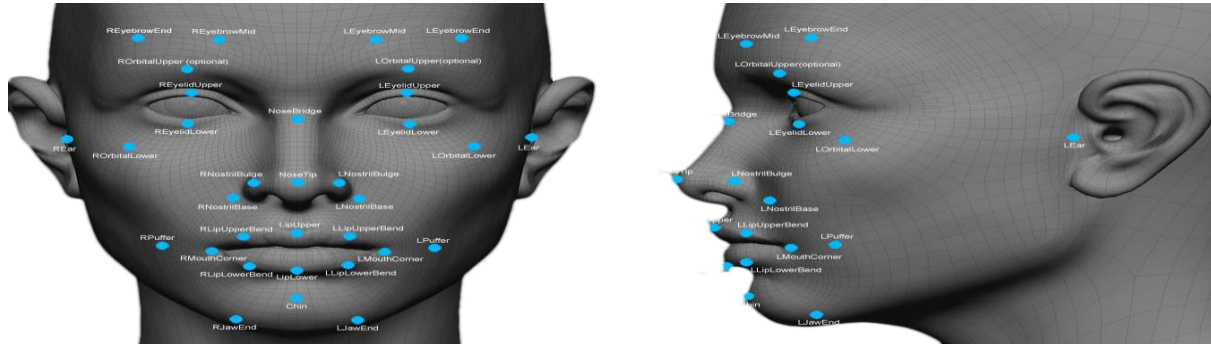 REyebrowEnd
REyebrowMid
LEyebrowMid
LEyebrowEnd
ROrbitalUpper (optional)
LOrbitalUpper(optional)
REyelidUpper
LEyelidUpper
NoseBridge
REyelidLower
LEyelidLower
REar
LEar
ROrbitalLower
LOrbitalLower
RNostrilBulge
NoseTip
LNostrilBulge
RNostrilBase
LNostrilBase
LipUpper
RLipUpperBend
LLipUpperBend
RPuffer
LPuffer
RMouthCorner
LMouthCorner
RLipLowerBend
LipLower
LLipLowerBend
Chin
RJawEnd
LJawEnd
LEyebrowMid
LEyebrowEnd
LOrbitalUpper(optional)
LEyelidUpper
Bridge
LEyelidLower
LOrbitalLower
LEar
Tip
LNostrilBulge
LNostrilBase
LLipUpperBend
LPuffer
LMouthCorner
LLipLowerBend
LJawEnd